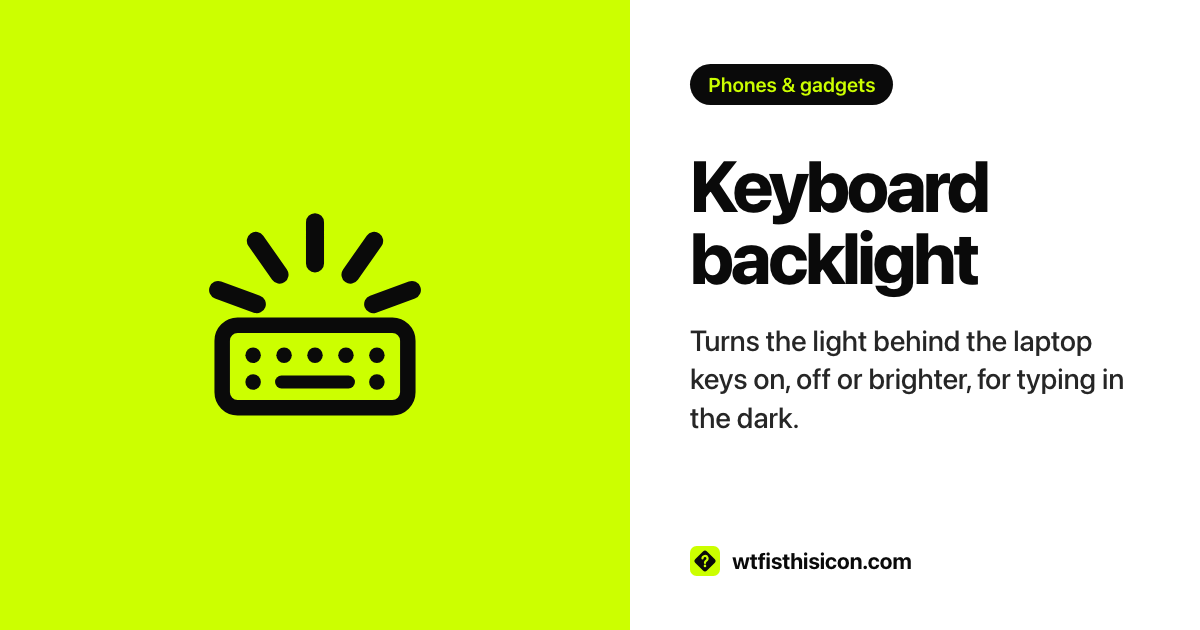 Phones & gadgets
Keyboard
backlight
Turns the light behind the laptop
keys on, off or brighter, for typing in
the dark.
wtfisthisicon.com